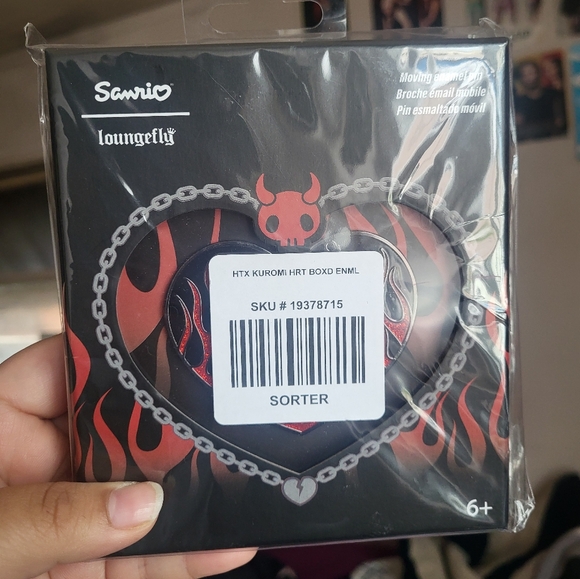 Sanrio
loungefly
Moving enamel pin
Broche émail mobile
Pin esmaltado móvil
HTX KUROMI HRT BOXD ENML
SKU # 19378715
SORTER
6+